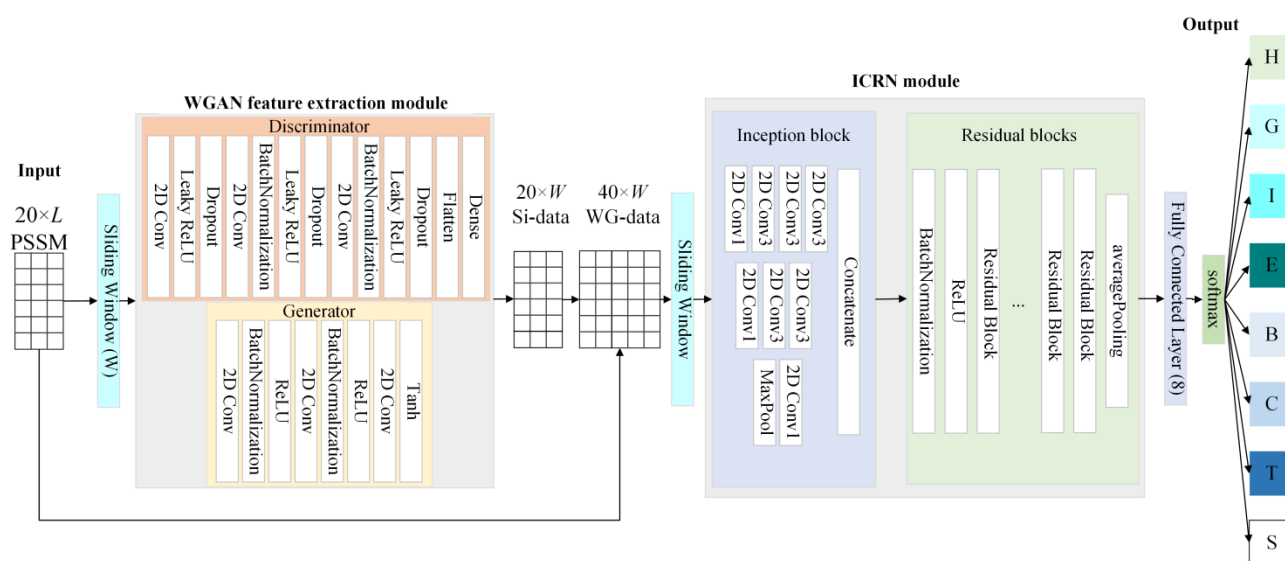 Input
20×L
PSSM
Sliding Window (W)
WGAN feature extraction module
Discriminator
2D Conv
Leaky ReLU
Dropout
2D Conv
BatchNormalization
Leaky ReLU
Dropout
2D Conv
BatchNormalization
Leaky ReLU
Dropout
Flatten
Dense
Generator
2D Conv
BatchNormalization
ReLU
2D Conv
BatchNormalization
ReLU
2D Conv
Tanh
20×W
Si-data
40×W
WG-data
Sliding Window
ICRN module
Inception block
2D Conv1
2D Conv3
2D Conv3
2D Conv3
2D Conv1
2D Conv3
2D Conv3
MaxPool
2D Conv1
Concatenate
Residual blocks
BatchNormalization
ReLU
Residual Block
...
Residual Block
Residual Block
averagePooling
Fully Connected Layer (8)
softmax
Output
H
G
I
E
B
C
T
S